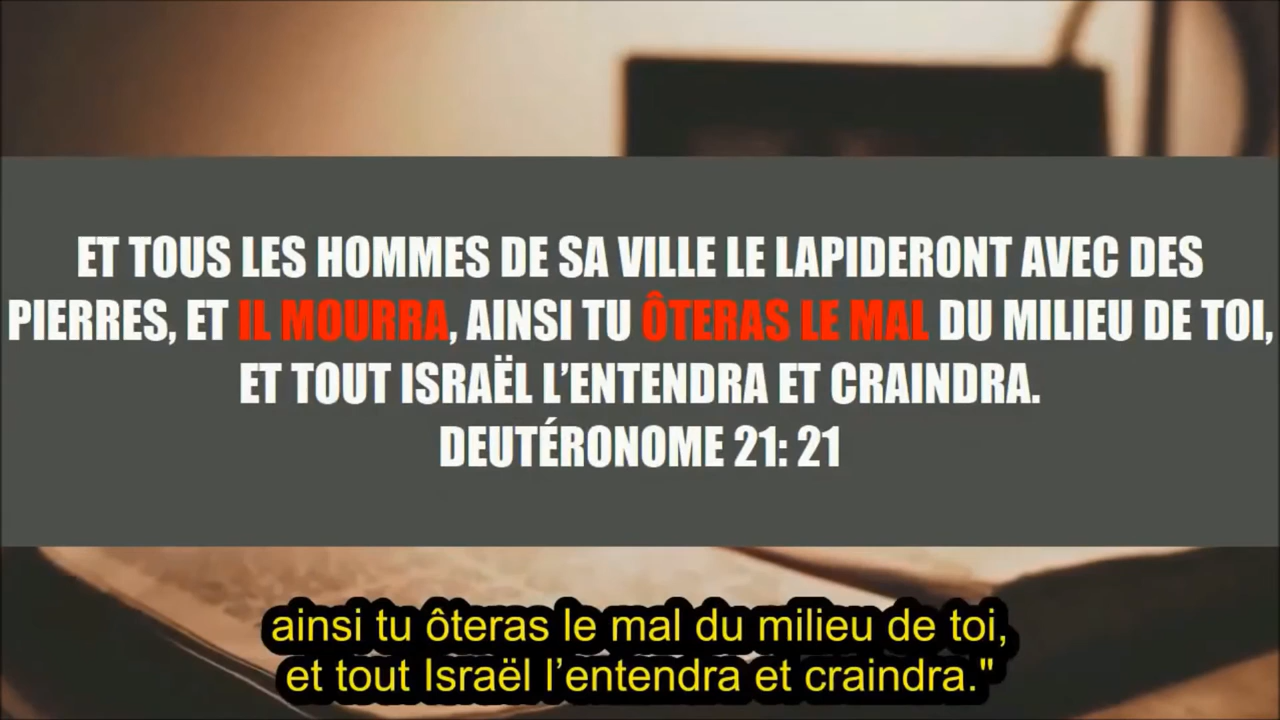 ET TOUS LES HOMMES DE SA VILLE LE LAPIDERONT AVEC DES
PIERRES, ET IL MOURRA, AINSI TU ÔTERAS LE MAL DU MILIEU DE TOI,
ET TOUT ISRAËL L’ENTENDRA ET CRAINDRA.
DEUTÉRONOME 21: 21
ainsi tu ôteras le mal du milieu de toi,
et tout Israël l’entendra et craindra."